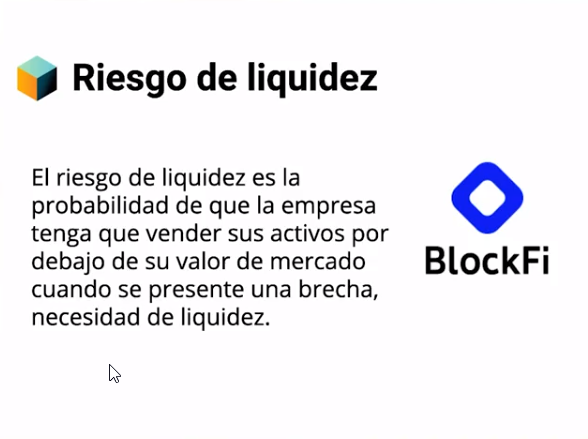 Riesgo de liquidez
El riesgo de liquidez es la
probabilidad de que la empresa
tenga que vender sus activos por
debajo de su valor de mercado
cuando se presente una brecha,
necesidad de liquidez.
BlockFi